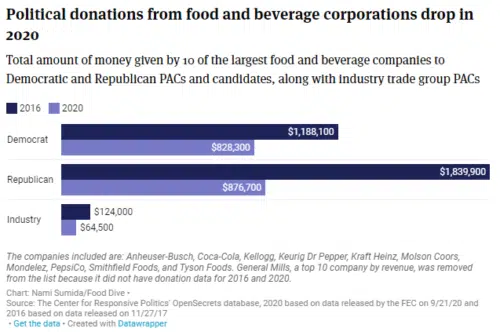 Political donations from food and beverage corporations drop in
2020
Total amount of money given by 10 of the largest food and beverage companies to
Democratic and Republican PACs and candidates, along with industry trade group PACs
2016 2020
Democrat
$1,188,100
$828,300
Republican
$1,839,900
$876,700
Industry
$124,000
$64,500
The companies included are: Anheuser-Busch, Coca-Cola, Kellogg, Keurig Dr Pepper, Kraft Heinz, Molson Coors,
Mondelez, PepsiCo, Smithfield Foods, and Tyson Foods. General Mills, a top 10 company by revenue, was removed
from the list because it did not have donation data for 2016 and 2020.
Chart: Nami Sumida/Food Dive •
Source: The Center for Responsive Politics' OpenSecrets database, 2020 based on data released by the FEC on 9/21/20 and
2016 based on data released on 11/27/17
• Get the data • Created with Datawrapper